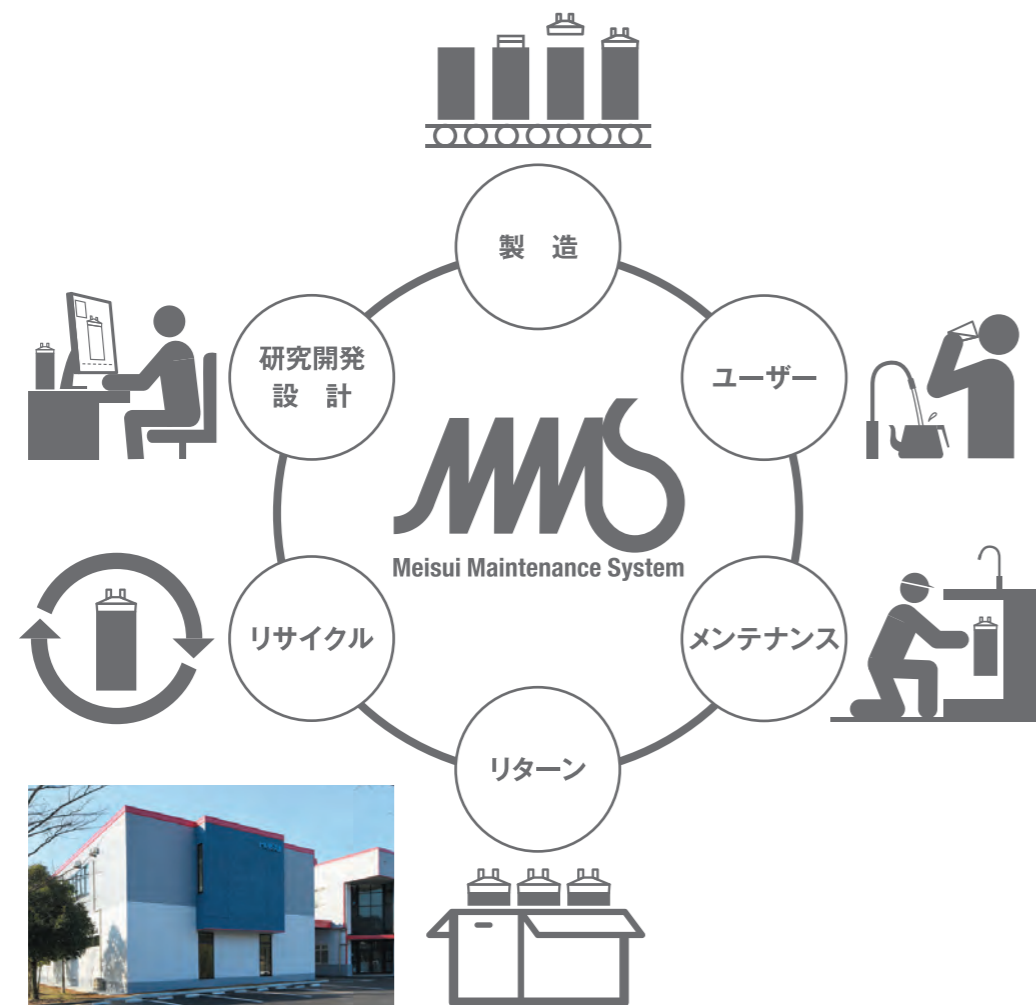 製　造
研究開発
設　計
ユーザー
MMS
Meisui Maintenance System
リサイクル
メンテナンス
リターン